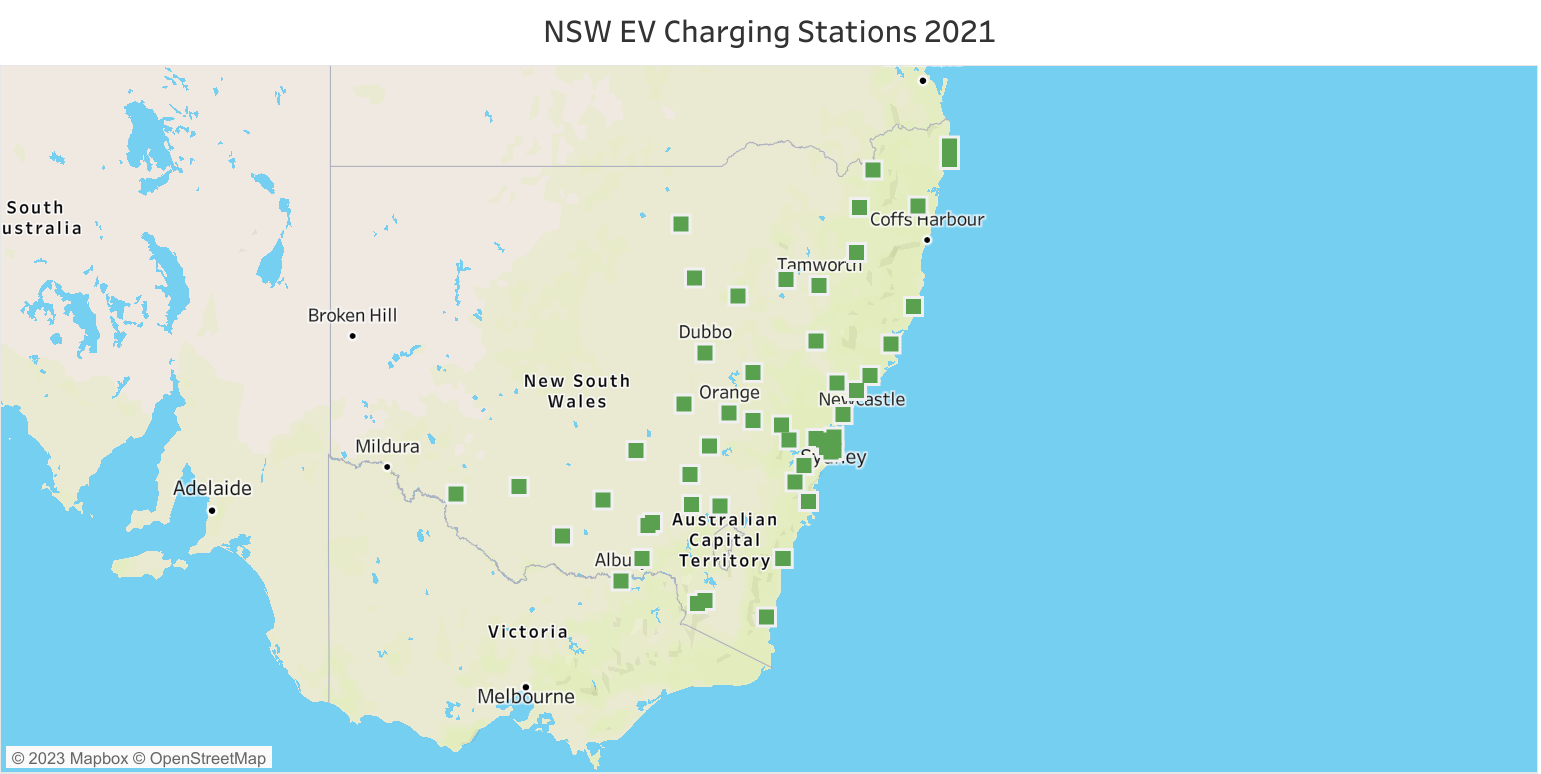 NSW EV Charging Stations 2021
South
ustralia
Coffs Harbour
Tamworth
Broken Hill
Dubbo
New South
Wales
Orange
Newcastle
Mildura
Sydney
Adelaide
Australian
Capital
Territory
Albu
Victoria
Melbourne
© 2023 Mapbox © OpenStreetMap